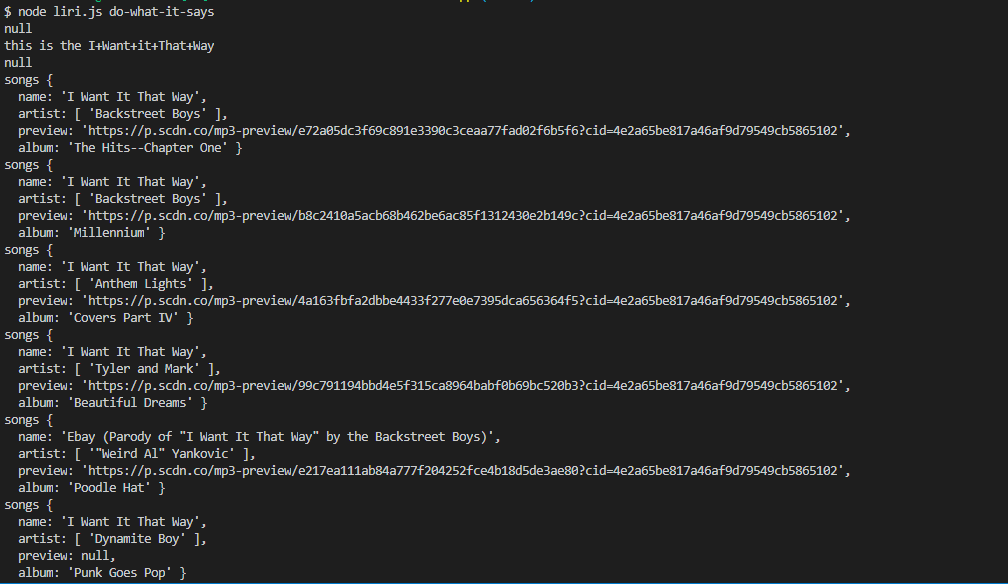 $ node liri.js do-what-it-says
null
this is the I+Want+it+That+Way
null
songs {
  name: 'I Want It That Way',
  artist: [ 'Backstreet Boys' ],
  preview: 'https://p.scdn.co/mp3-preview/e72a05dc3f69c891e3390c3ceaa77fad02f6b5f6?cid=4e2a65be817a46af9d79549cb5865102',
  album: 'The Hits--Chapter One' }
songs {
  name: 'I Want It That Way',
  artist: [ 'Backstreet Boys' ],
  preview: 'https://p.scdn.co/mp3-preview/b8c2410a5acb68b462be6ac85f1312430e2b149c?cid=4e2a65be817a46af9d79549cb5865102',
  album: 'Millennium' }
songs {
  name: 'I Want It That Way',
  artist: [ 'Anthem Lights' ],
  preview: 'https://p.scdn.co/mp3-preview/4a163fbfa2dbbe4433f277e0e7395dca656364f5?cid=4e2a65be817a46af9d79549cb5865102',
  album: 'Covers Part IV' }
songs {
  name: 'I Want It That Way',
  artist: [ 'Tyler and Mark' ],
  preview: 'https://p.scdn.co/mp3-preview/99c791194bbd4e5f315ca8964babf0b69bc520b3?cid=4e2a65be817a46af9d79549cb5865102',
  album: 'Beautiful Dreams' }
songs {
  name: 'Ebay (Parody of "I Want It That Way" by the Backstreet Boys)',
  artist: [ '"Weird Al" Yankovic' ],
  preview: 'https://p.scdn.co/mp3-preview/e217ea111ab84a777f204252fce4b18d5de3ae80?cid=4e2a65be817a46af9d79549cb5865102',
  album: 'Poodle Hat' }
songs {
  name: 'I Want It That Way',
  artist: [ 'Dynamite Boy' ],
  preview: null,
  album: 'Punk Goes Pop' }